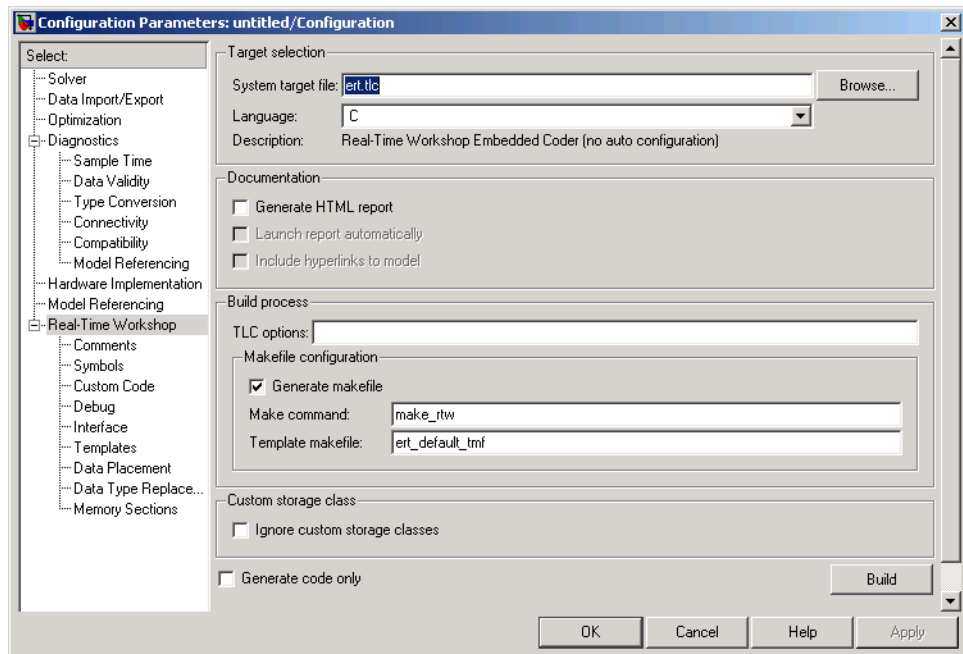 Configuration Parameters: untitled/Configuration
Select:
Solver
Data Import/Export
Optimization
Diagnostics
Sample Time
Data Validity
Type Conversion
Connectivity
Compatibility
Model Referencing
Hardware Implementation
Model Referencing
Real-Time Workshop
Comments
Symbols
Custom Code
Debug
Interface
Templates
Data Placement
Data Type Replace...
Memory Sections
Target selection
System target file: ert.tlc Browse...
Language: C
Description: Real-Time Workshop Embedded Coder (no auto configuration)
Documentation
Generate HTML report
Launch report automatically
Include hyperlinks to model
Build process
TLC options:
Makefile configuration
Generate makefile
Make command: make_rtw
Template makefile: ert_default_tmf
Custom storage class
Ignore custom storage classes
Generate code only Build
OK Cancel Help Apply